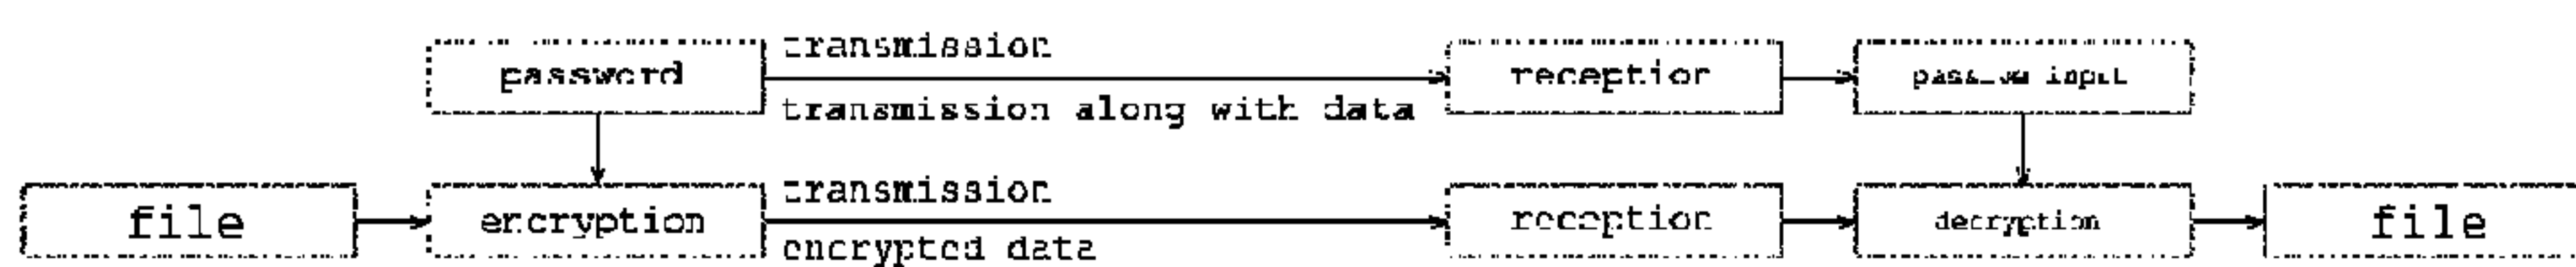 transmission
password
reception
transmission along with data
transmission
file
encryption
reception
decryption
file
encrypted data